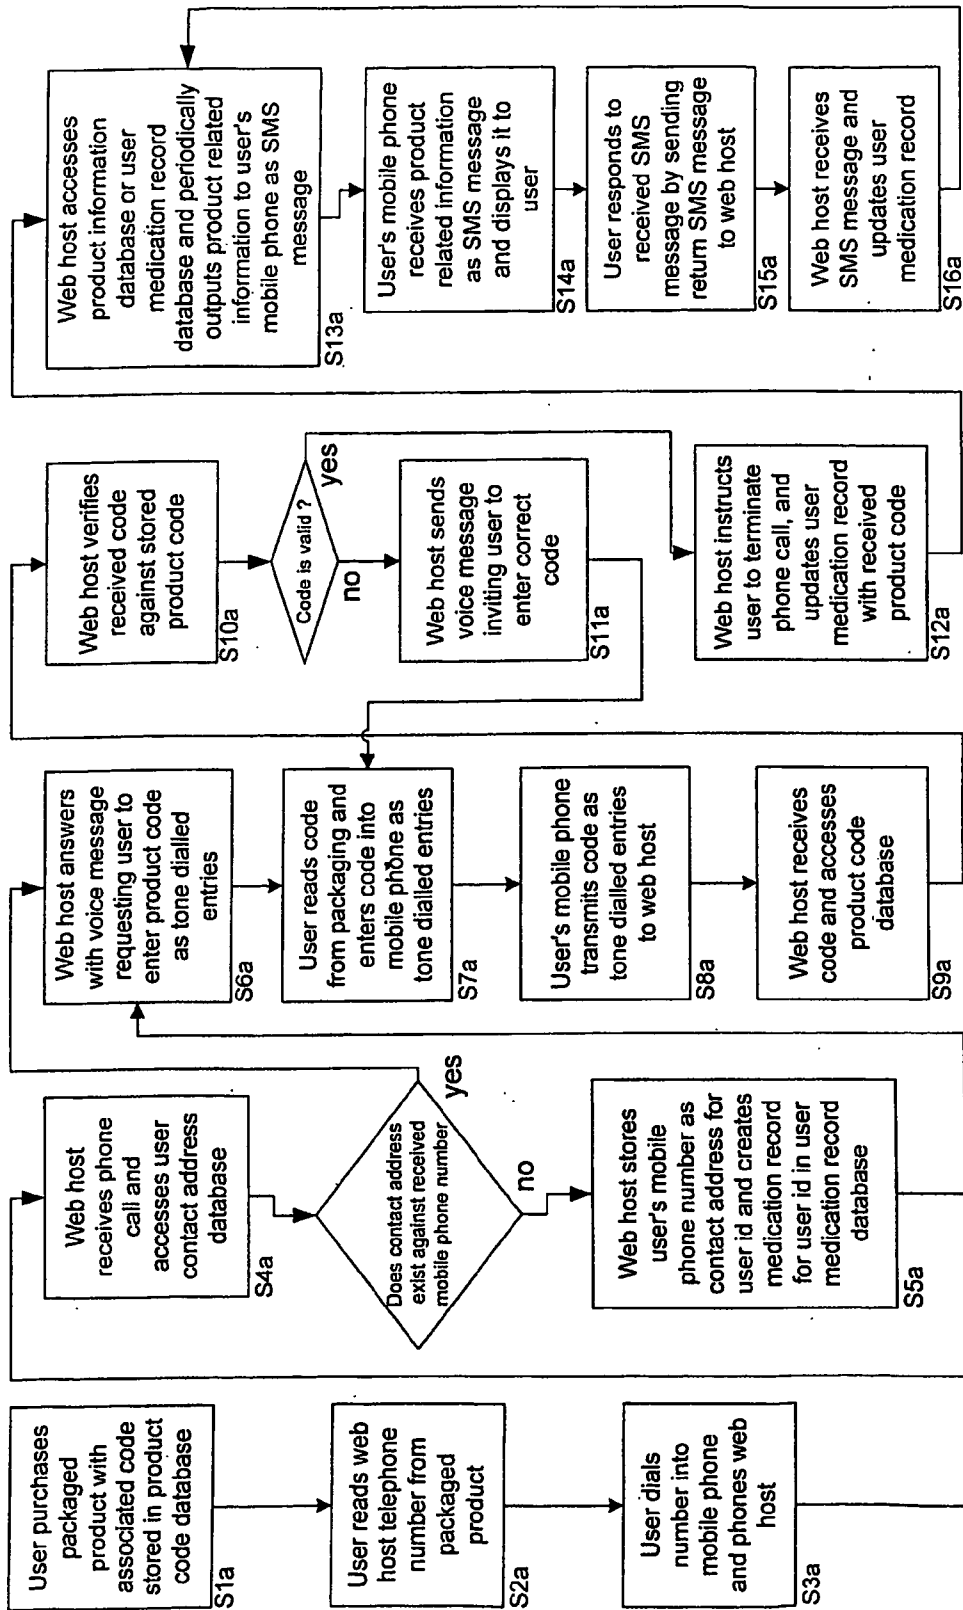 User purchases
packaged
product with
associated code
stored in product
code database
S1a
User reads web
host telephone
number from
packaged
product
S2a
User dials
number into
mobile phone
and phones web
host
S3a
Web host
receives phone
call and
accesses user
contact address
database
S4a
Does contact address
exist against received
mobile phone number
yes
no
Web host stores
user's mobile
phone number as
contact address for
user id and creates
medication record
for user id in user
medication record
database
S5a
Web host answers
with voice message
requesting user to
enter product code
as tone dialled
entries
S6a
User reads code
from packaging and
enters code into
mobile phone as
tone dialled entries
S7a
User's mobile phone
transmits code as
tone dialled entries
to web host
S8a
Web host receives
code and accesses
product code
database
S9a
Web host verifies
received code
against stored
product code
S10a
Code is valid ?
yes
no
Web host sends
voice message
inviting user to
enter correct
code
S11a
Web host instructs
user to terminate
phone call, and
updates user
medication record
with received
product code
S12a
Web host accesses
product information
database or user
medication record
database and periodically
outputs product related
information to user's
mobile phone as SMS
message
S13a
User's mobile phone
receives product
related information
as SMS message
and displays it to
user
S14a
User responds to
received SMS
message by sending
return SMS message
to web host
S15a
Web host receives
SMS message and
updates user
medication record
S16a